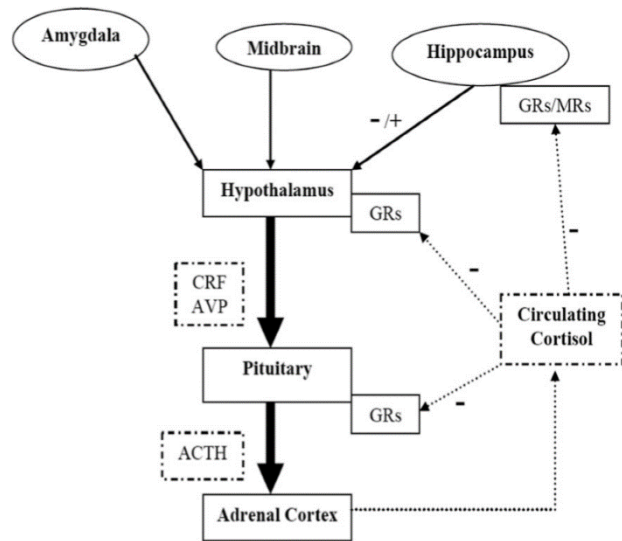 Amygdala
Midbrain
Hippocampus
GRs/MRs
- /+
Hypothalamus
GRs
-
-
CRF
AVP
Circulating
Cortisol
Pituitary
GRs
-
ACTH
Adrenal Cortex